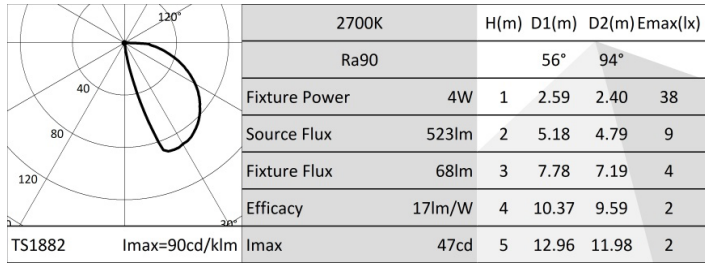 120°
40
80
120
30°
TS1882 Imax=90cd/klm
2700K
Ra90
Fixture Power 4W
Source Flux 523lm
Fixture Flux 68lm
Efficacy 17lm/W
Imax 47cd
H(m) D1(m) D2(m) Emax(lx)
56° 94°
1 2.59 2.40 38
2 5.18 4.79 9
3 7.78 7.19 4
4 10.37 9.59 2
5 12.96 11.98 2